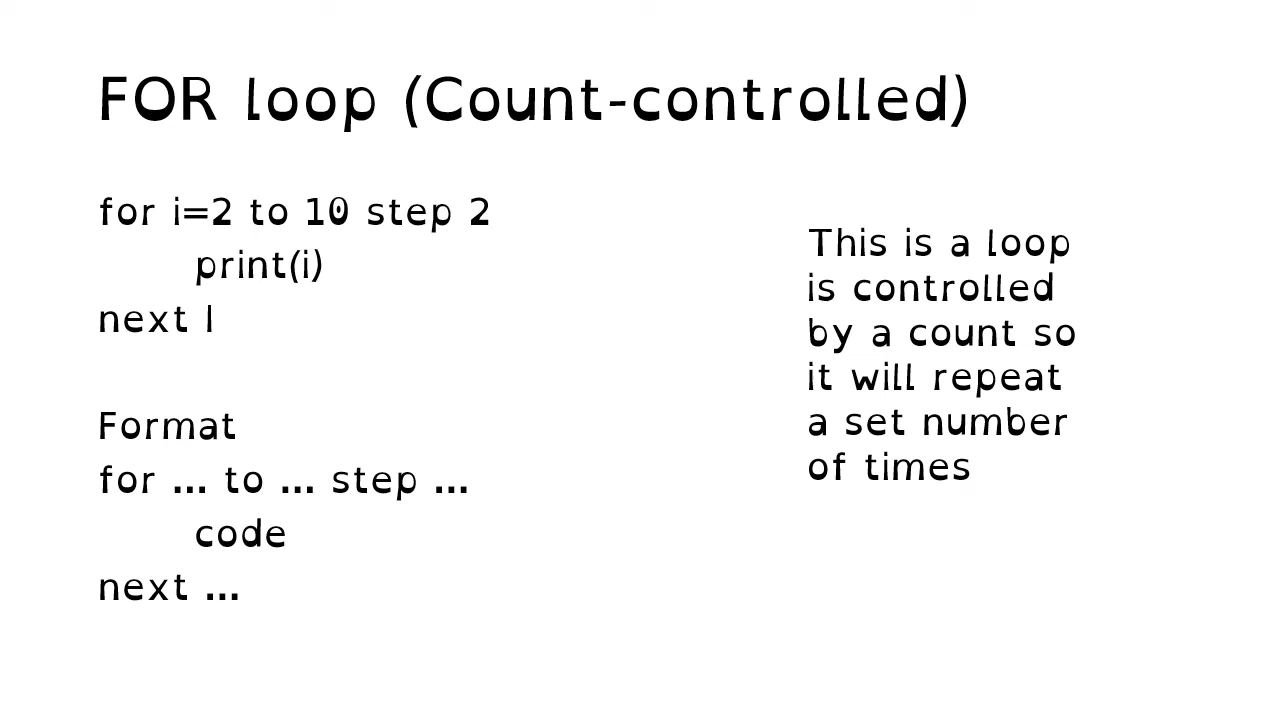 FOR loop (Count-controlled)
for i=2 to 10 step 2
print(i)
next I
Format
for ... to ... step ...
code
next ...
This is a loop
is controlled
by a count so
it will repeat
a set number
of times